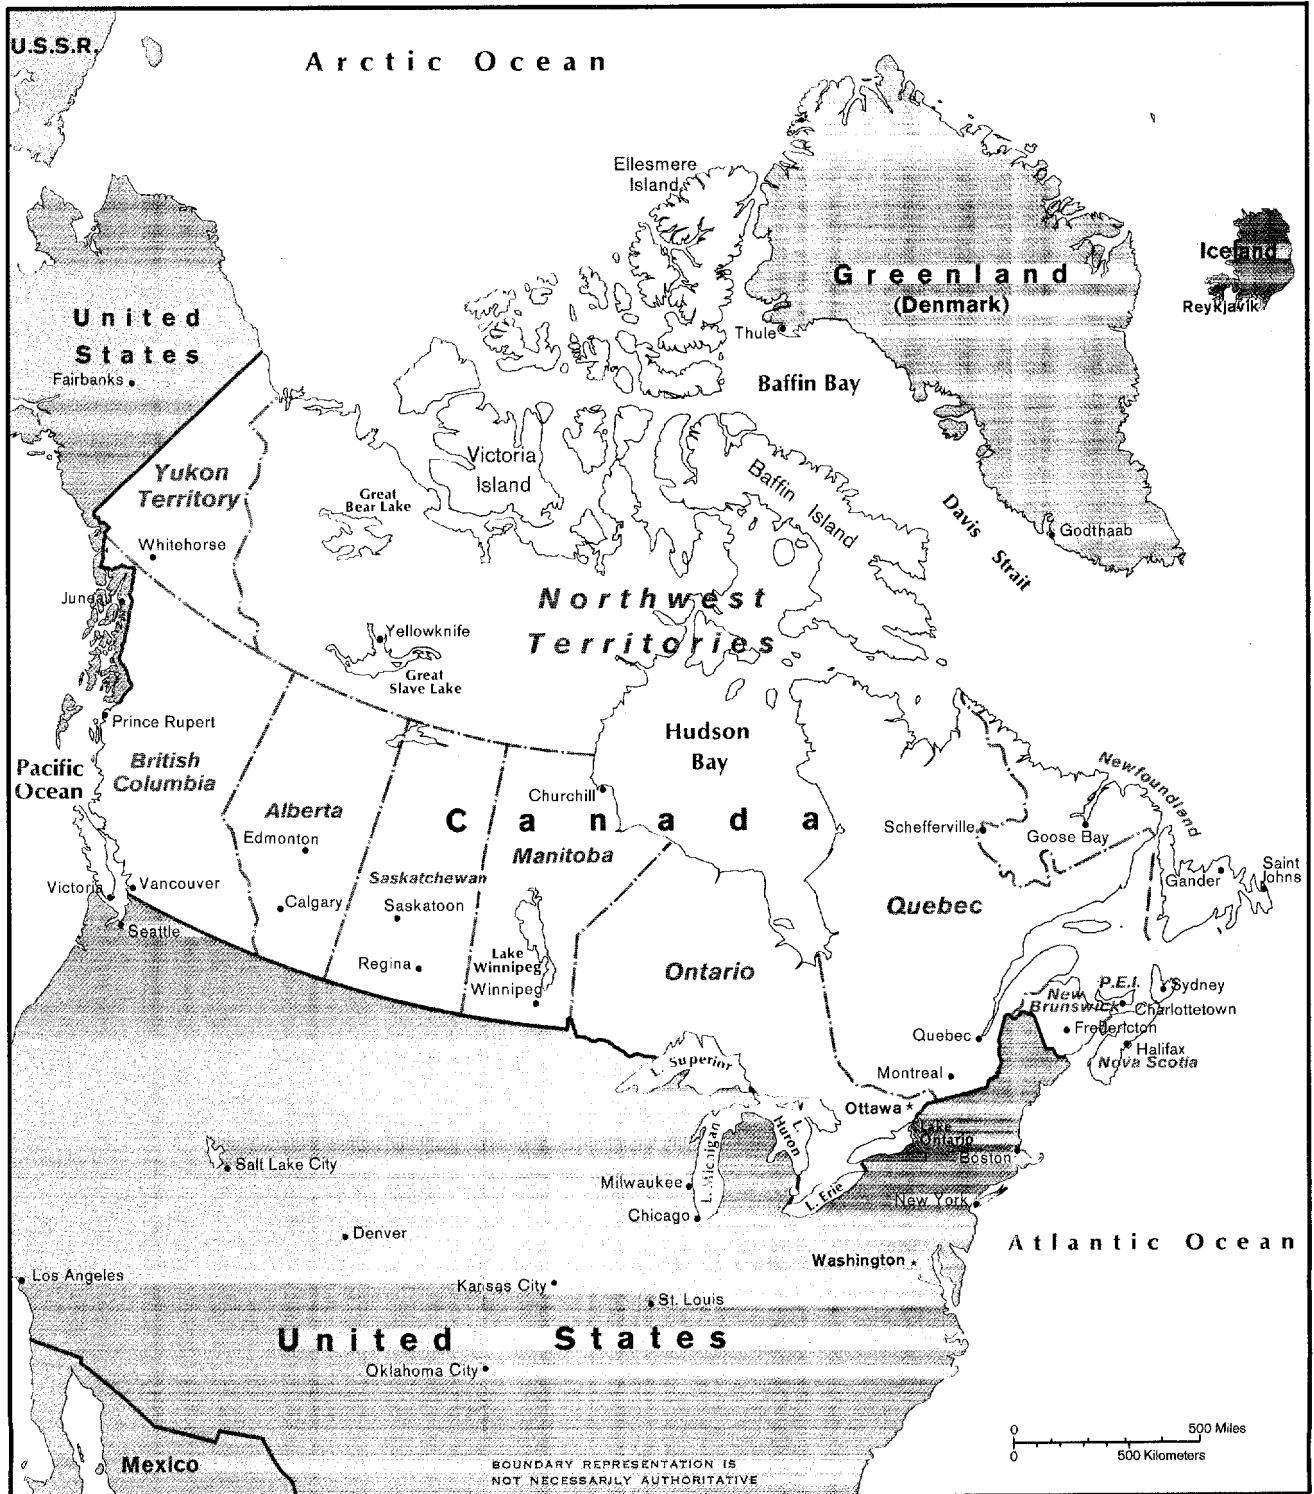 U.S.S.R.
Arctic Ocean
Ellesmere
Island
Greenland
(Denmark)
Iceland
Reykjavik
United
States
Fairbanks
Thule
Baffin Bay
Yukon
Territory
Victoria
Island
Great
Bear Lake
Baffin
Island
Davis Strait
Godthaab
Whitehorse
Juneau
Northwest
Territories
Yellowknife
Great
Slave Lake
Prince Rupert
British
Columbia
Pacific
Ocean
Hudson
Bay
Newfoundland
Churchill
Alberta
Edmonton
Canada
Manitoba
Schefferville
Goose Bay
Saskatchewan
Saskatoon
Victoria
Vancouver
Calgary
Quebec
Gander
Saint
Johns
Seattle
Regina
Lake
Winnipeg
Winnipeg
Ontario
P.E.I.
Sydney
New
Brunswick
Charlottetown
Fredericton
Quebec
Halifax
Nova Scotia
L. Superior
Montreal
Ottawa
L. Michigan
L.
Huron
Lake
Ontario
Boston
Salt Lake City
Milwaukee
L. Erie
New York
Chicago
Denver
Washington
Atlantic Ocean
Los Angeles
Kansas City
St. Louis
United States
Oklahoma City
Mexico
BOUNDARY REPRESENTATION IS
NOT NECESSARILY AUTHORITATIVE
0 500 Miles
0 500 Kilometers